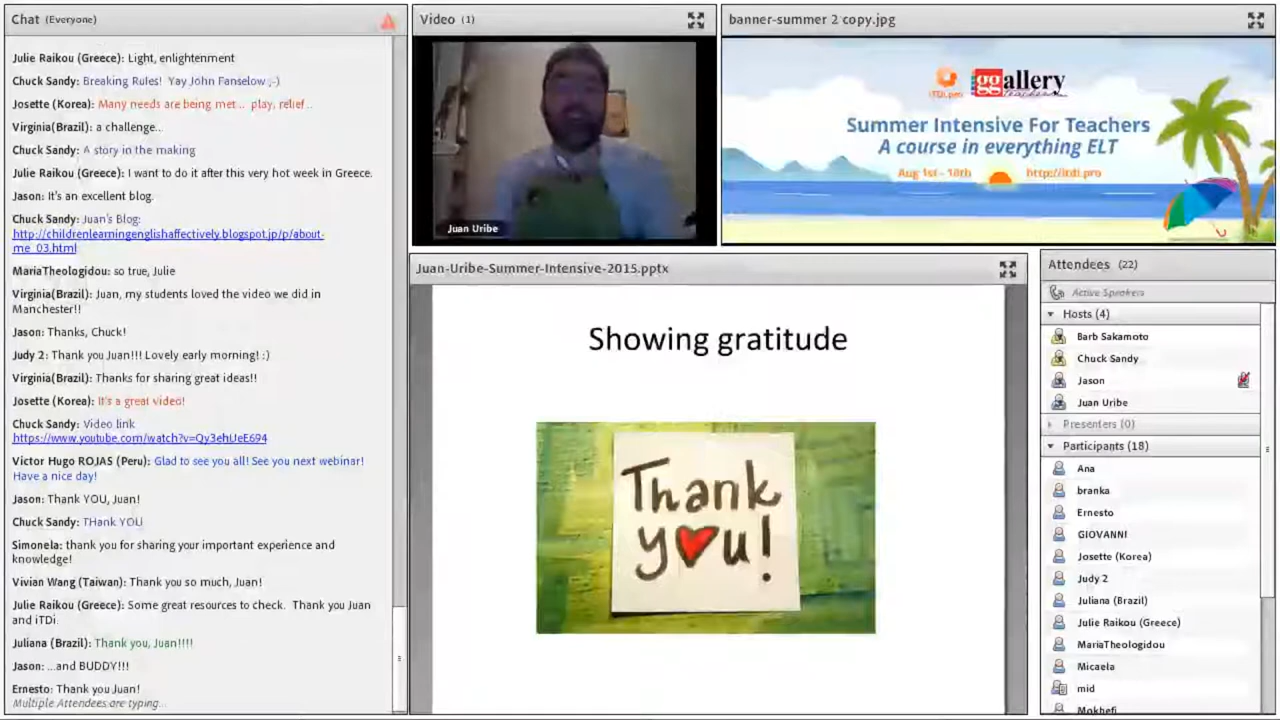 Chat (Everyone)
Julie Raikou (Greece): Light, enlightenment
Chuck Sandy: Breaking Rules! Yay John Fanselow ;-)
Josette (Korea): Many needs are being met... play, relief...
Virginia(Brazil): a challenge...
Chuck Sandy: A story in the making
Julie Raikou (Greece): I want to do it after this very hot week in Greece.
Jason: It's an excellent blog.
Chuck Sandy: Juan's Blog:
http://childrenlearningenglishaffectively.blogspot.jp/p/about-
me_03.html
MariaTheologidou: so true, Julie
Virginia(Brazil): Juan, my students loved the video we did in
Manchester!!
Jason: Thanks, Chuck!
Judy 2: Thank you Juan!!! Lovely early morning! :)
Virginia(Brazil): Thanks for sharing great ideas!!
Josette (Korea): It's a great video!
Chuck Sandy: Video link
https://www.youtube.com/watch?v=Qy3ehUeE694
Victor Hugo ROJAS (Peru): Glad to see you all! See you next webinar!
Have a nice day!
Jason: Thank YOU, Juan!
Chuck Sandy: THank YOU
Simonela: thank you for sharing your important experience and
knowledge!
Vivian Wang (Taiwan): Thank you so much, Juan!
Julie Raikou (Greece): Some great resources to check. Thank you Juan
and iTDi.
Juliana (Brazil): Thank you, Juan!!!!
Jason: ...and BUDDY!!!
Ernesto: Thank you Juan!
Multiple Attendees are typing...
Video (1)
Juan Uribe
banner-summer 2 copy.jpg
iTDi.pro
ggallery
teachers
Summer Intensive For Teachers
A course in everything ELT
Aug 1st - 18th http://itdi.pro
Juan-Uribe-Summer-Intensive-2015.pptx
Showing gratitude
Thank
you!
Attendees (22)
Active Speakers
Hosts (4)
Barb Sakamoto
Chuck Sandy
Jason
Juan Uribe
Presenters (0)
Participants (18)
Ana
branka
Ernesto
GIOVANNI
Josette (Korea)
Judy 2
Juliana (Brazil)
Julie Raikou (Greece)
MariaTheologidou
Micaela
mid
Mokhefi